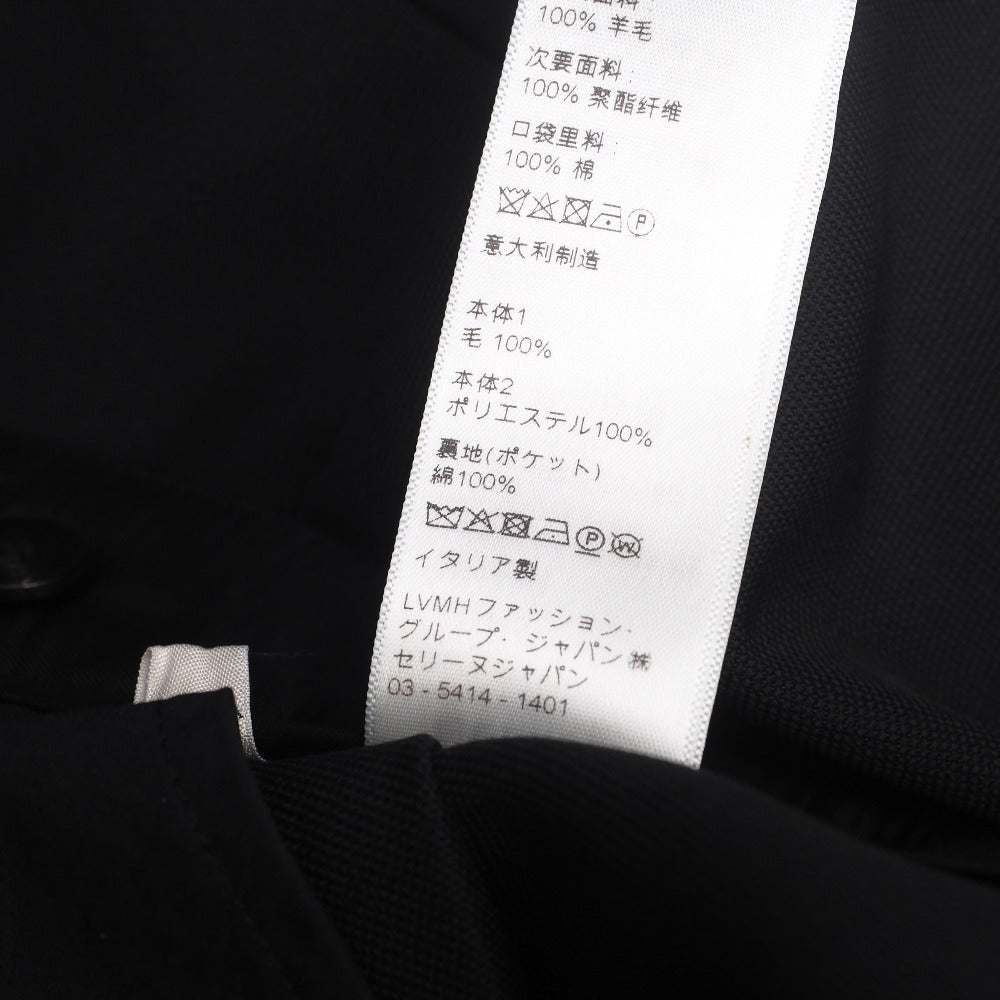 面料:
100% 羊毛
次要面料:
100% 聚酯纤维
口袋里料:
100% 棉
P
意大利制造
本体1
毛 100%
本体2
ポリエステル100%
裏地(ポケット)
綿100%
P W
イタリア製
LVMHファッション・
グループ・ジャパン㈱
セリーヌジャパン
03 - 5414 - 1401